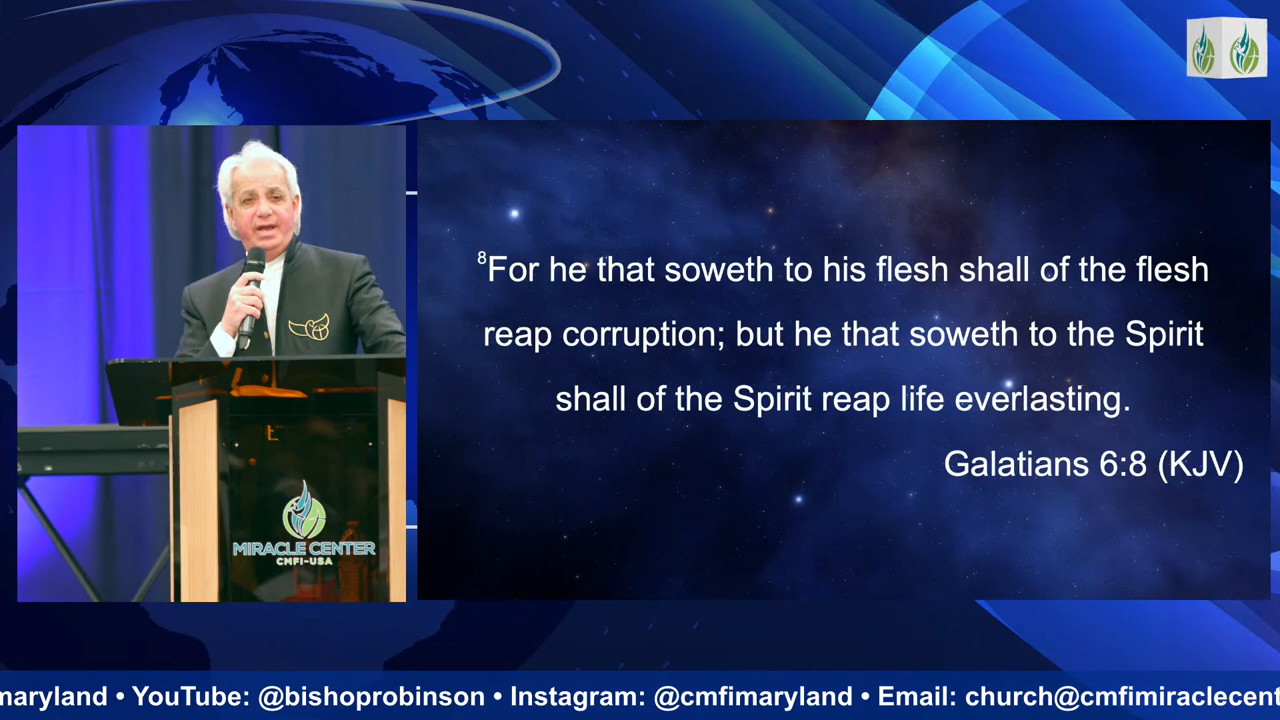 ⁸For he that soweth to his flesh shall of the flesh
reap corruption; but he that soweth to the Spirit
shall of the Spirit reap life everlasting.
Galatians 6:8 (KJV)
MIRACLE CENTER
CMFI-USA
maryland • YouTube: @bishoprobinson • Instagram: @cmfimaryland • Email: church@cmfimiraclecent